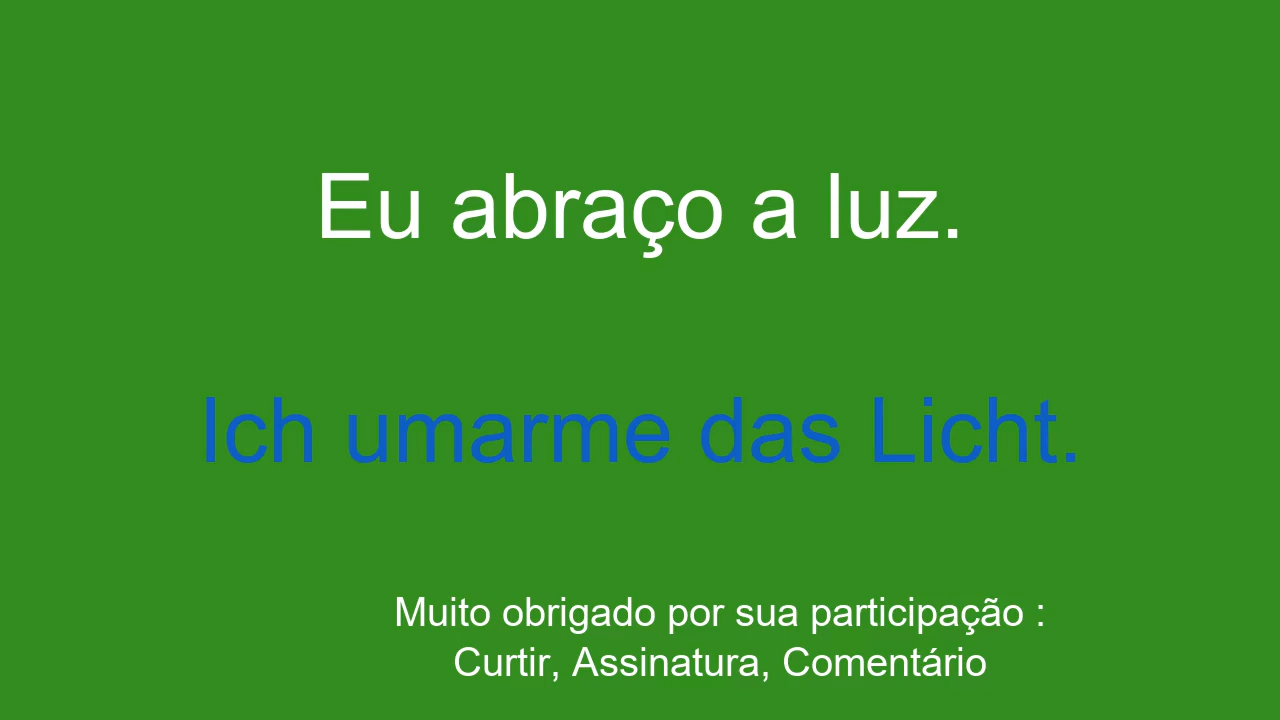 Eu abraço a luz.
Ich umarme das Licht.
Muito obrigado por sua participação :
Curtir, Assinatura, Comentário